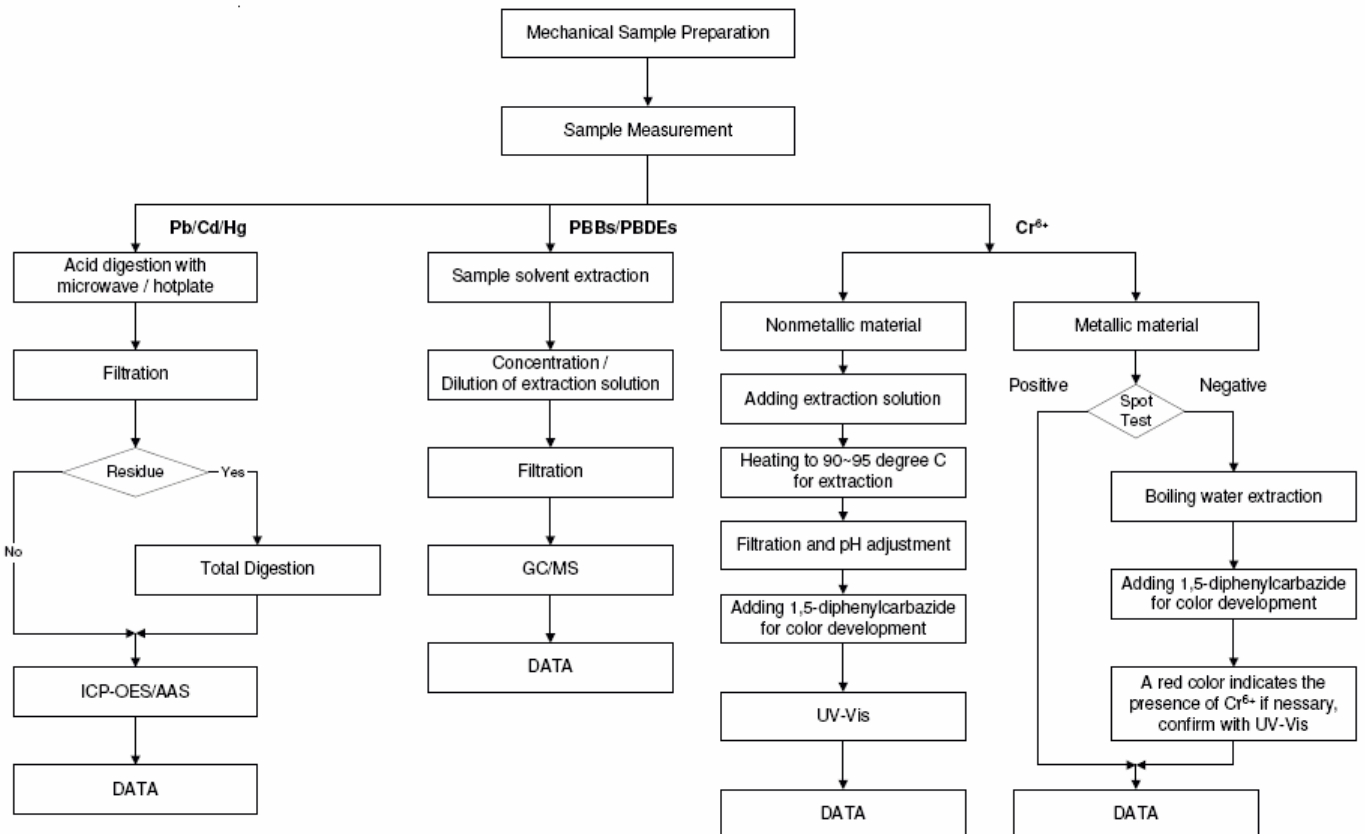 Mechanical Sample Preparation
Sample Measurement
Pb/Cd/Hg
Acid digestion with
microwave / hotplate
Filtration
Residue
Yes
No
Total Digestion
ICP-OES/AAS
DATA
PBBs/PBDEs
Sample solvent extraction
Concentration /
Dilution of extraction solution
Filtration
GC/MS
DATA
Cr⁶⁺
Nonmetallic material
Adding extraction solution
Heating to 90~95 degree C
for extraction
Filtration and pH adjustment
Adding 1,5-diphenylcarbazide
for color development
UV-Vis
DATA
Metallic material
Positive
Negative
Spot
Test
Boiling water extraction
Adding 1,5-diphenylcarbazide
for color development
A red color indicates the
presence of Cr⁶⁺ if nessary,
confirm with UV-Vis
DATA